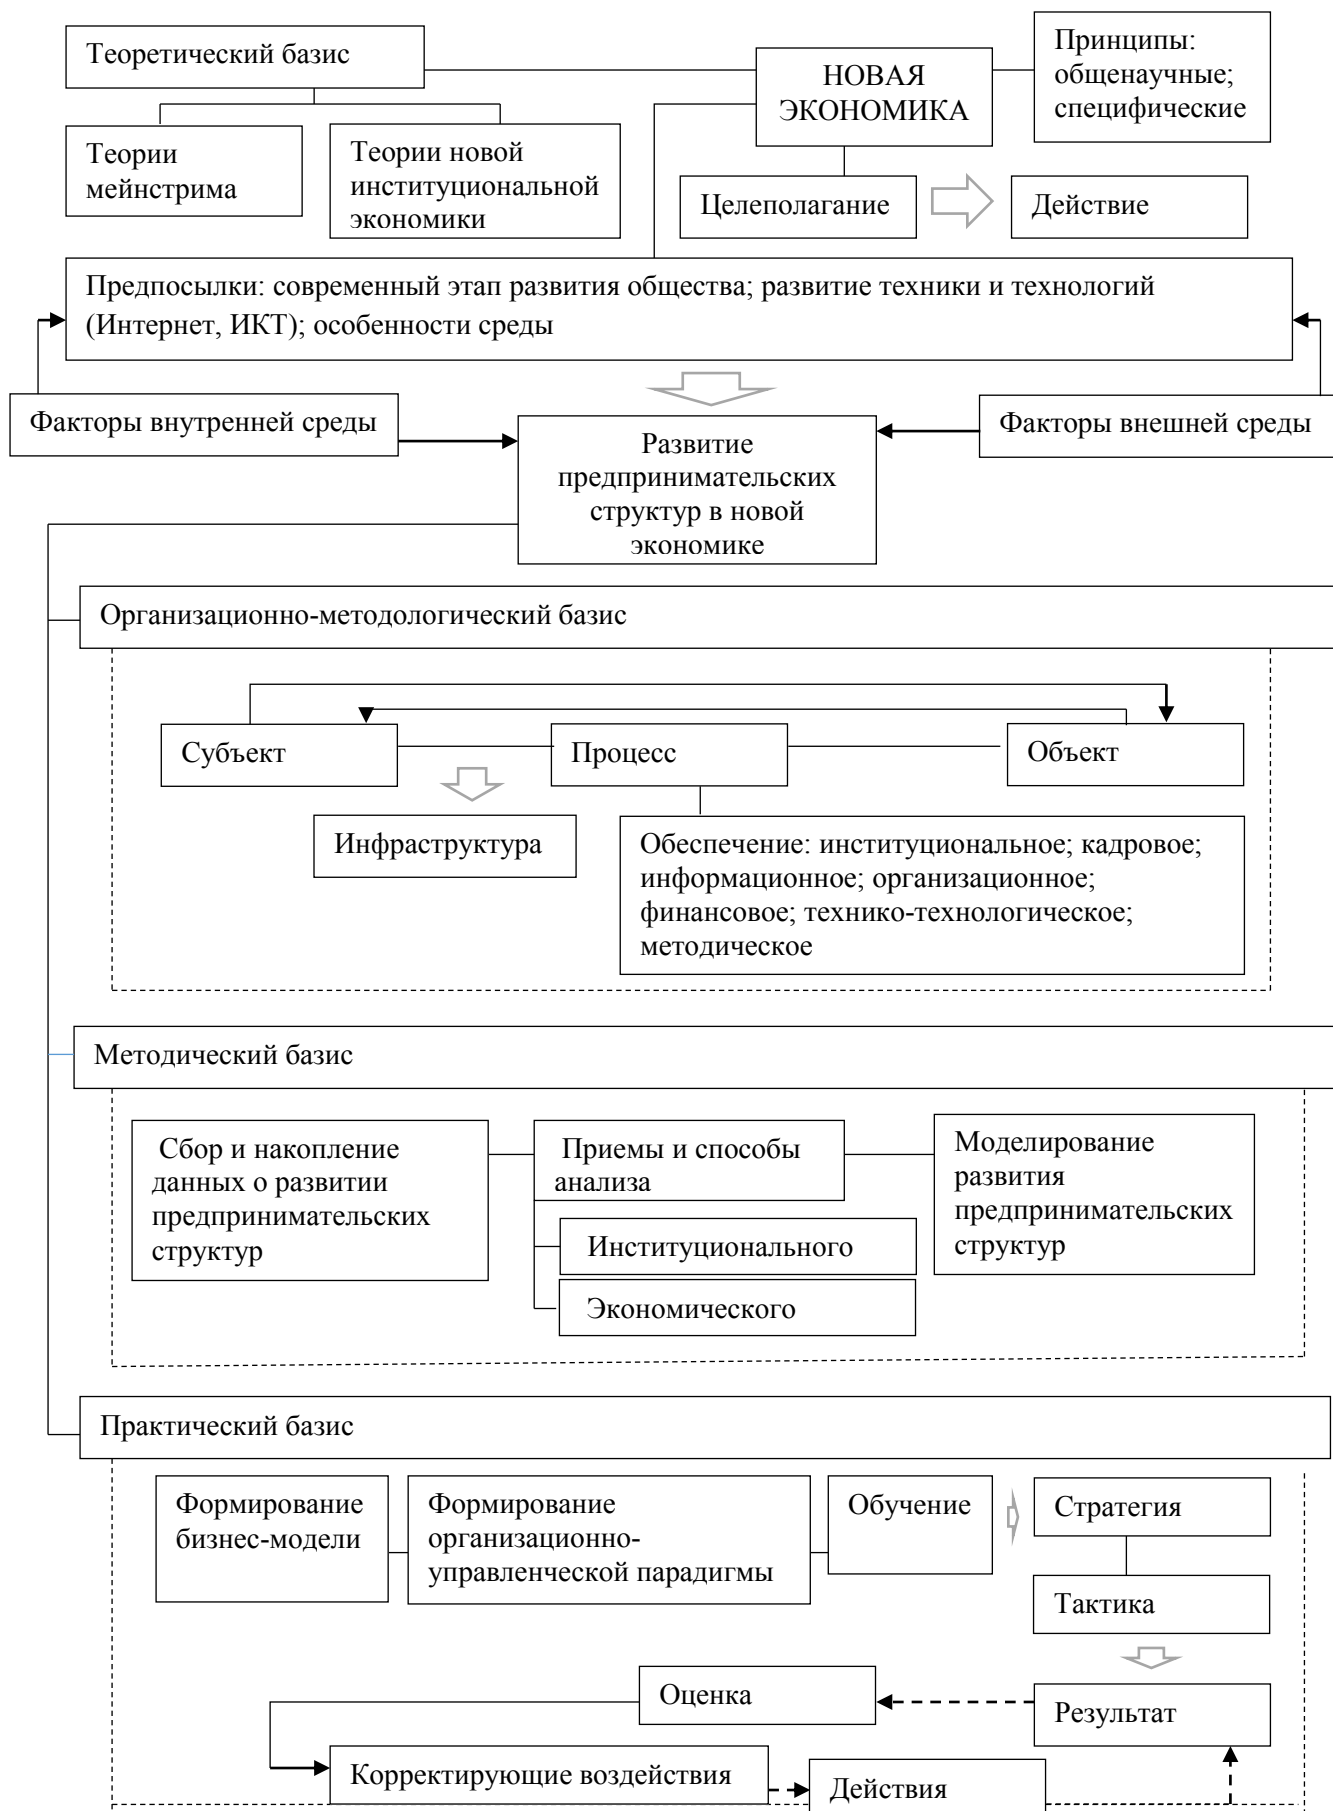 Теоретический базис
НОВАЯ
ЭКОНОМИКА
Принципы:
общенаучные;
специфические
Теории
мейнстрима
Теории новой
институциональной
экономики
Целеполагание
Действие
Предпосылки: современный этап развития общества; развитие техники и технологий
(Интернет, ИКТ); особенности среды
Факторы внутренней среды
Факторы внешней среды
Развитие
предпринимательских
структур в новой
экономике
Организационно-методологический базис
Субъект
Процесс
Объект
Инфраструктура
Обеспечение: институциональное; кадровое;
информационное; организационное;
финансовое; технико-технологическое;
методическое
Методический базис
Сбор и накопление
данных о развитии
предпринимательских
структур
Приемы и способы
анализа
Институционального
Экономического
Моделирование
развития
предпринимательских
структур
Практический базис
Формирование
бизнес-модели
Формирование
организационно-
управленческой парадигмы
Обучение
Стратегия
Тактика
Оценка
Результат
Корректирующие воздействия
Действия